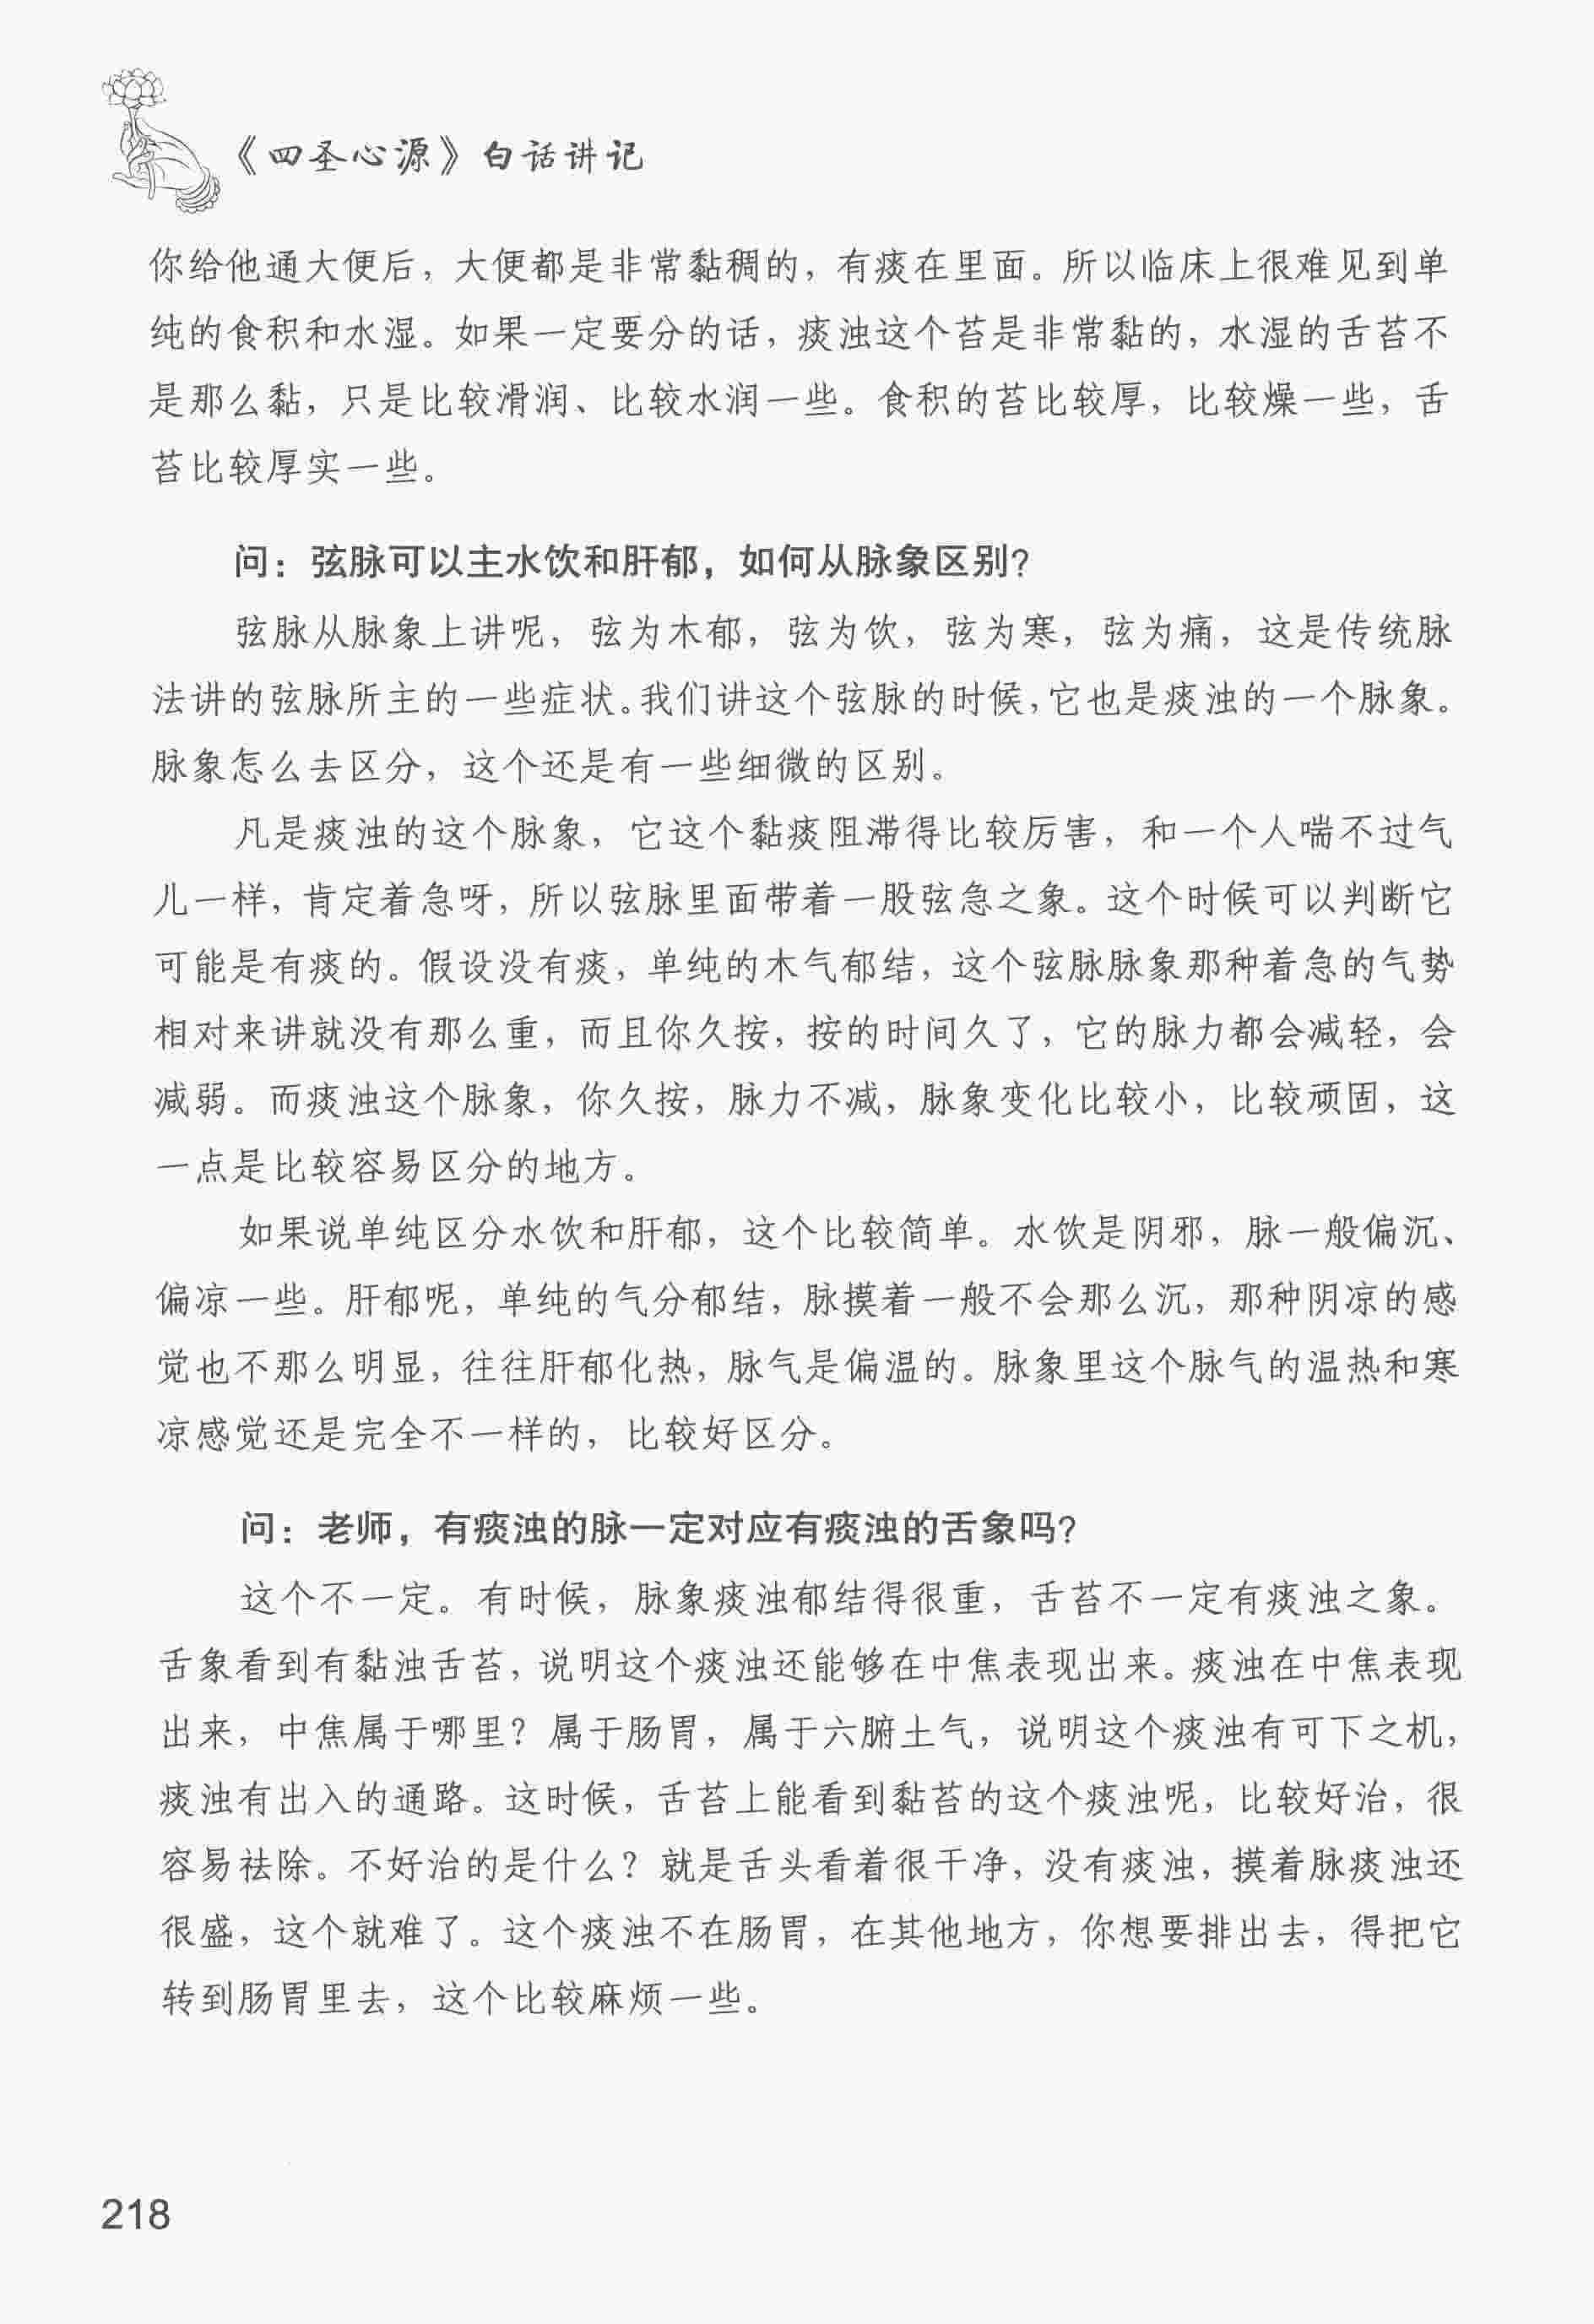 《四圣心源》白话讲记
你给他通大便后，大便都是非常黏稠的，有痰在里面。所以临床上很难见到单
纯的食积和水湿。如果一定要分的话，痰浊这个苔是非常黏的，水湿的舌苔不
是那么黏，只是比较滑润、比较水润一些。食积的苔比较厚，比较燥一些，舌
苔比较厚实一些。
问：弦脉可以主水饮和肝郁，如何从脉象区别？
弦脉从脉象上讲呢，弦为木郁，弦为饮，弦为寒，弦为痛，这是传统脉
法讲的弦脉所主的一些症状。我们讲这个弦脉的时候，它也是痰浊的一个脉象。
脉象怎么去区分，这个还是有一些细微的区别。
凡是痰浊的这个脉象，它这个黏痰阻滞得比较厉害，和一个人喘不过气
儿一样，肯定着急呀，所以弦脉里面带着一股弦急之象。这个时候可以判断它
可能是有痰的。假设没有痰，单纯的木气郁结，这个弦脉脉象那种着急的气势
相对来讲就没有那么重，而且你久按，按的时间久了，它的脉力都会减轻，会
减弱。而痰浊这个脉象，你久按，脉力不减，脉象变化比较小，比较顽固，这
一点是比较容易区分的地方。
如果说单纯区分水饮和肝郁，这个比较简单。水饮是阴邪，脉一般偏沉、
偏凉一些。肝郁呢，单纯的气分郁结，脉摸着一般不会那么沉，那种阴凉的感
觉也不那么明显，往往肝郁化热，脉气是偏温的。脉象里这个脉气的温热和寒
凉感觉还是完全不一样的，比较好区分。
问：老师，有痰浊的脉一定对应有痰浊的舌象吗？
这个不一定。有时候，脉象痰浊郁结得很重，舌苔不一定有痰浊之象。
舌象看到有黏浊舌苔，说明这个痰浊还能够在中焦表现出来。痰浊在中焦表现
出来，中焦属于哪里？属于肠胃，属于六腑土气，说明这个痰浊有可下之机，
痰浊有出入的通路。这时候，舌苔上能看到黏苔的这个痰浊呢，比较好治，很
容易祛除。不好治的是什么？就是舌头看着很干净，没有痰浊，摸着脉痰浊还
很盛，这个就难了。这个痰浊不在肠胃，在其他地方，你想要排出去，得把它
转到肠胃里去，这个比较麻烦一些。
218